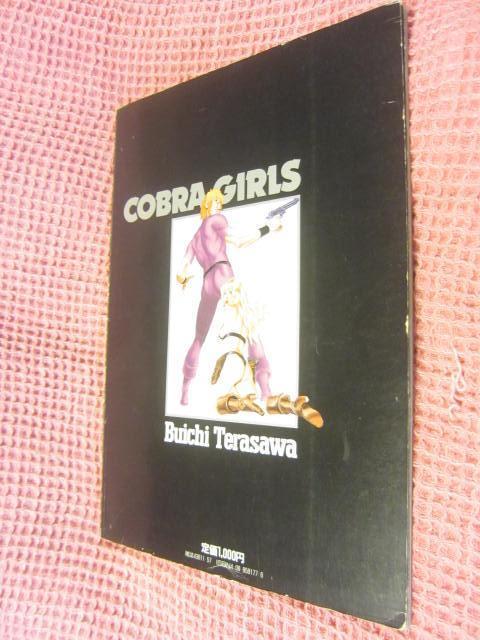 COBRA GIRLS
Buichi Terasawa
定価1,000円